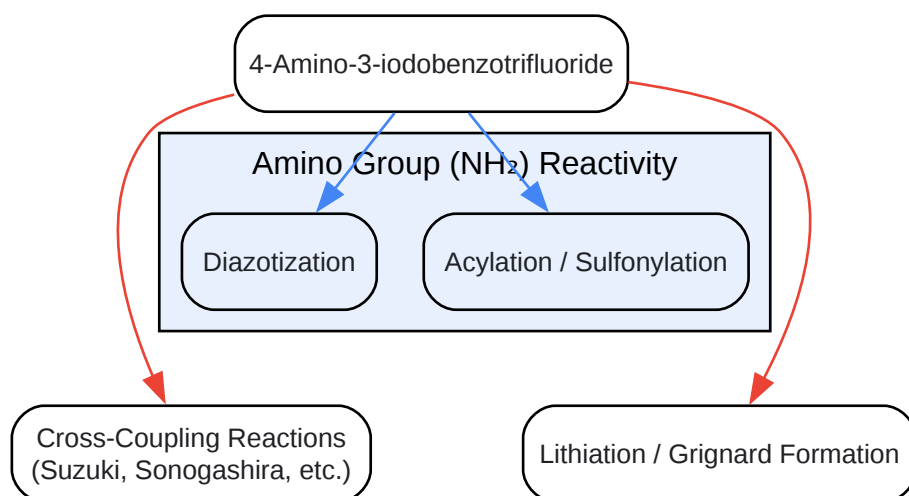 4-Amino-3-iodobenzotrifluoride
Amino Group (NH₂) Reactivity
Diazotization
Acylation / Sulfonylation
Cross-Coupling Reactions
(Suzuki, Sonogashira, etc.)
Lithiation / Grignard Formation